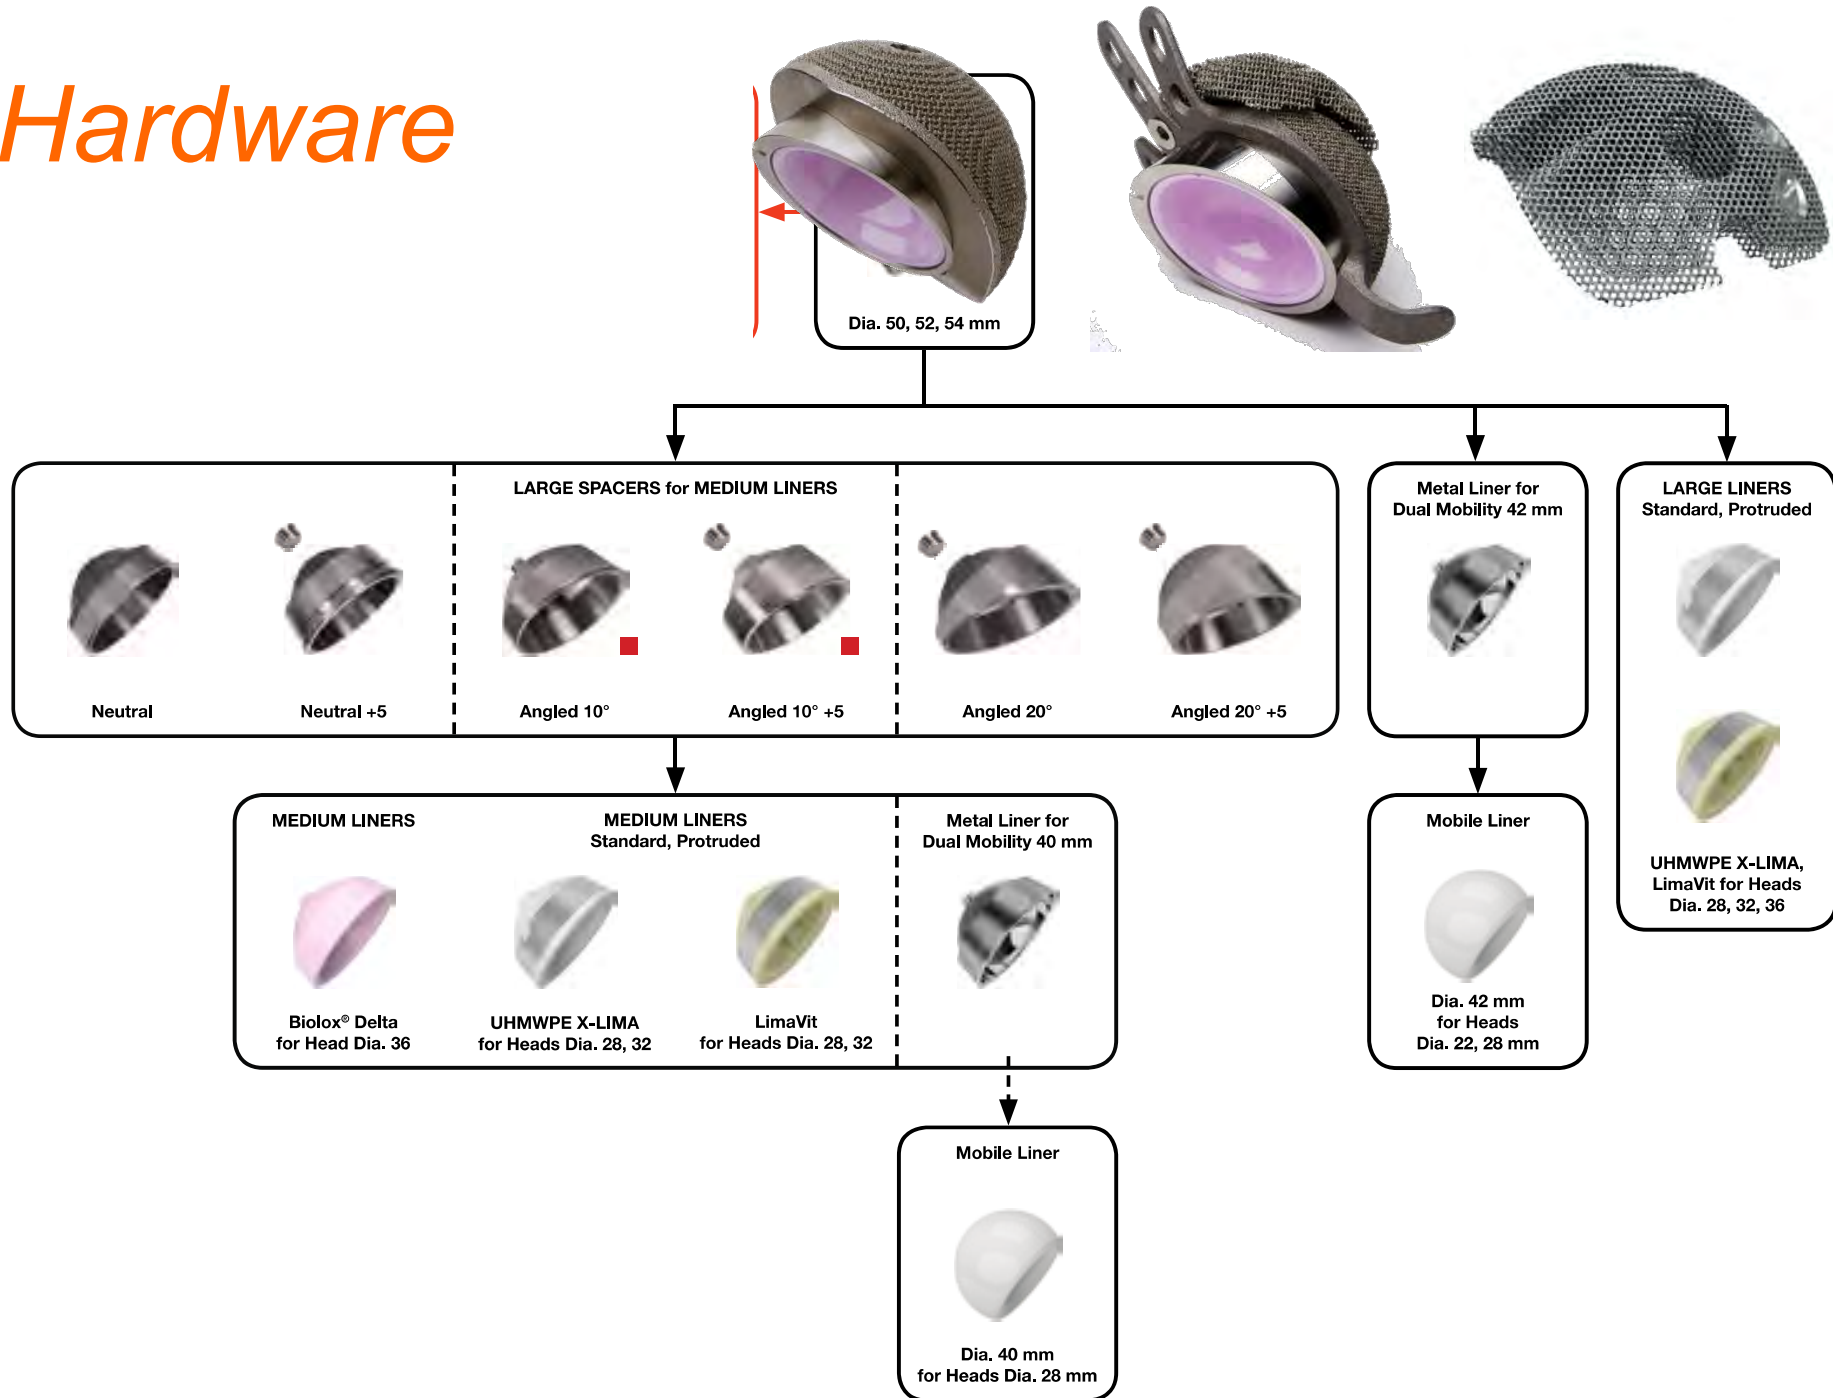 Hardware
Dia. 50, 52, 54 mm
LARGE SPACERS for MEDIUM LINERS
Neutral
Neutral +5
Angled 10°
Angled 10° +5
Angled 20°
Angled 20° +5
Metal Liner for
Dual Mobility 42 mm
LARGE LINERS
Standard, Protruded
UHMWPE X-LIMA,
LimaVit for Heads
Dia. 28, 32, 36
MEDIUM LINERS
Biolox® Delta
for Head Dia. 36
MEDIUM LINERS
Standard, Protruded
UHMWPE X-LIMA
for Heads Dia. 28, 32
LimaVit
for Heads Dia. 28, 32
Metal Liner for
Dual Mobility 40 mm
Mobile Liner
Dia. 42 mm
for Heads
Dia. 22, 28 mm
Mobile Liner
Dia. 40 mm
for Heads Dia. 28 mm